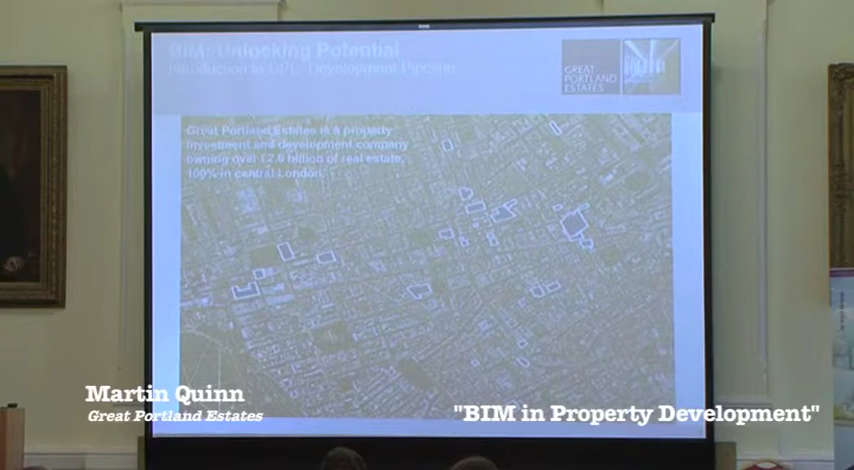 BIM: Unlocking Potential
Introduction to GPE: Development Pipeline
GREAT
PORTLAND
ESTATES
Great Portland Estates is a property
investment and development company
owning over £2.6 billion of real estate,
100% in central London.
Martin Quinn
Great Portland Estates
"BIM in Property Development"